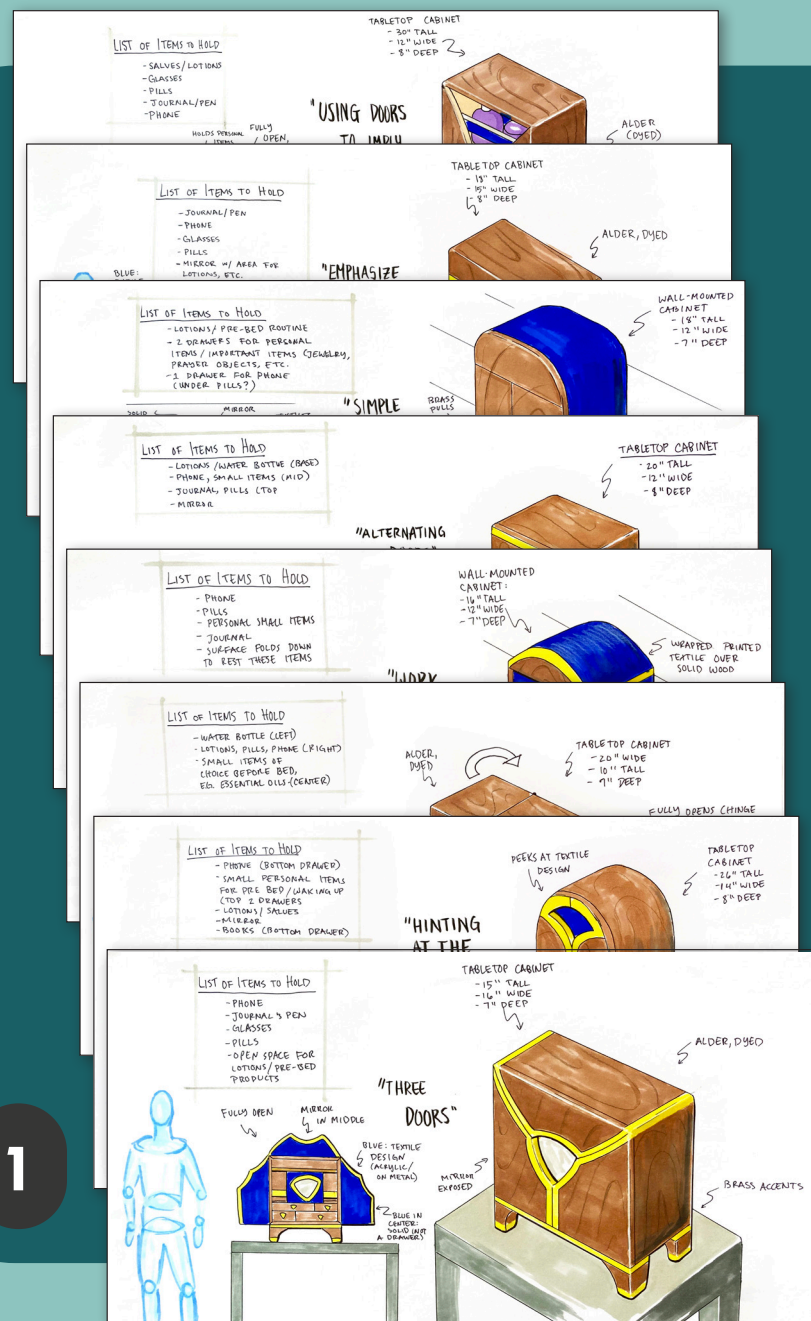 TABLETOP CABINET
- 30" TALL
- 12" WIDE
- 8" DEEP
LIST OF ITEMS TO HOLD
- SALVES/LOTIONS
- GLASSES
- PILLS
- JOURNAL/PEN
- PHONE
"USING DOORS
TO IMPLY
HOLDS PERSONAL
ITEMS
FULLY
OPEN,
ALDER
(DYED)
TABLETOP CABINET
- 18" TALL
- 15" WIDE
- 8" DEEP
LIST OF ITEMS TO HOLD
- JOURNAL/PEN
- PHONE
- GLASSES
- PILLS
- MIRROR W/ AREA FOR
LOTIONS, ETC.
BLUE:
"EMPHASIZE
ALDER, DYED
LIST OF ITEMS TO HOLD
- LOTIONS/PRE-BED ROUTINE
- 2 DRAWERS FOR PERSONAL
ITEMS/IMPORTANT ITEMS (JEWELRY,
PRAYER OBJECTS, ETC.
- 1 DRAWER FOR PHONE
(UNDER PILLS?)
MIRROR
"SIMPLE
BRASS
PULLS
WALL-MOUNTED
CABINET
- 18" TALL
- 12" WIDE
- 7" DEEP
LIST OF ITEMS TO HOLD
- LOTIONS/WATER BOTTLE (BASE)
- PHONE, SMALL ITEMS (MID)
- JOURNAL, PILLS (TOP
- MIRROR
"ALTERNATING
TABLETOP CABINET
- 20" TALL
- 12" WIDE
- 8" DEEP
LIST OF ITEMS TO HOLD
- PHONE
- PILLS
- PERSONAL SMALL ITEMS
- JOURNAL
- SURFACE FOLDS DOWN
TO REST THESE ITEMS
"WORK
WALL-MOUNTED
CABINET:
- 16" TALL
- 12" WIDE
- 7" DEEP
WRAPPED PRINTED
TEXTILE OVER
SOLID WOOD
LIST OF ITEMS TO HOLD
- WATER BOTTLE (LEFT)
- LOTIONS, PILLS, PHONE (RIGHT)
- SMALL ITEMS OF
CHOICE BEFORE BED,
EG. ESSENTIAL OILS (CENTER)
ALDER,
DYED
TABLETOP CABINET
- 20" WIDE
- 10" TALL
- 9" DEEP
FULLY OPENS CHINGE
LIST OF ITEMS TO HOLD
- PHONE (BOTTOM DRAWER)
- SMALL PERSONAL ITEMS
FOR PRE BED/WAKING UP
(TOP 2 DRAWERS
- LOTIONS/SALVES
- MIRROR
- BOOKS (BOTTOM DRAWER)
"HINTING
AT THE
PEEKS AT TEXTILE
DESIGN
TABLETOP
CABINET
- 26" TALL
- 14" WIDE
- 8" DEEP
LIST OF ITEMS TO HOLD
- PHONE
- JOURNAL & PEN
- GLASSES
- PILLS
- OPEN SPACE FOR
LOTIONS/PRE-BED
PRODUCTS
"THREE
DOORS"
TABLETOP CABINET
- 15" TALL
- 16" WIDE
- 7" DEEP
ALDER, DYED
FULLY OPEN
MIRROR
IN MIDDLE
BLUE: TEXTILE
DESIGN
(ACRYLIC/
ON METAL)
BLUE IN
CENTER:
SOLID (NOT
A DRAWER)
MIRROR
EXPOSED
BRASS ACCENTS
1